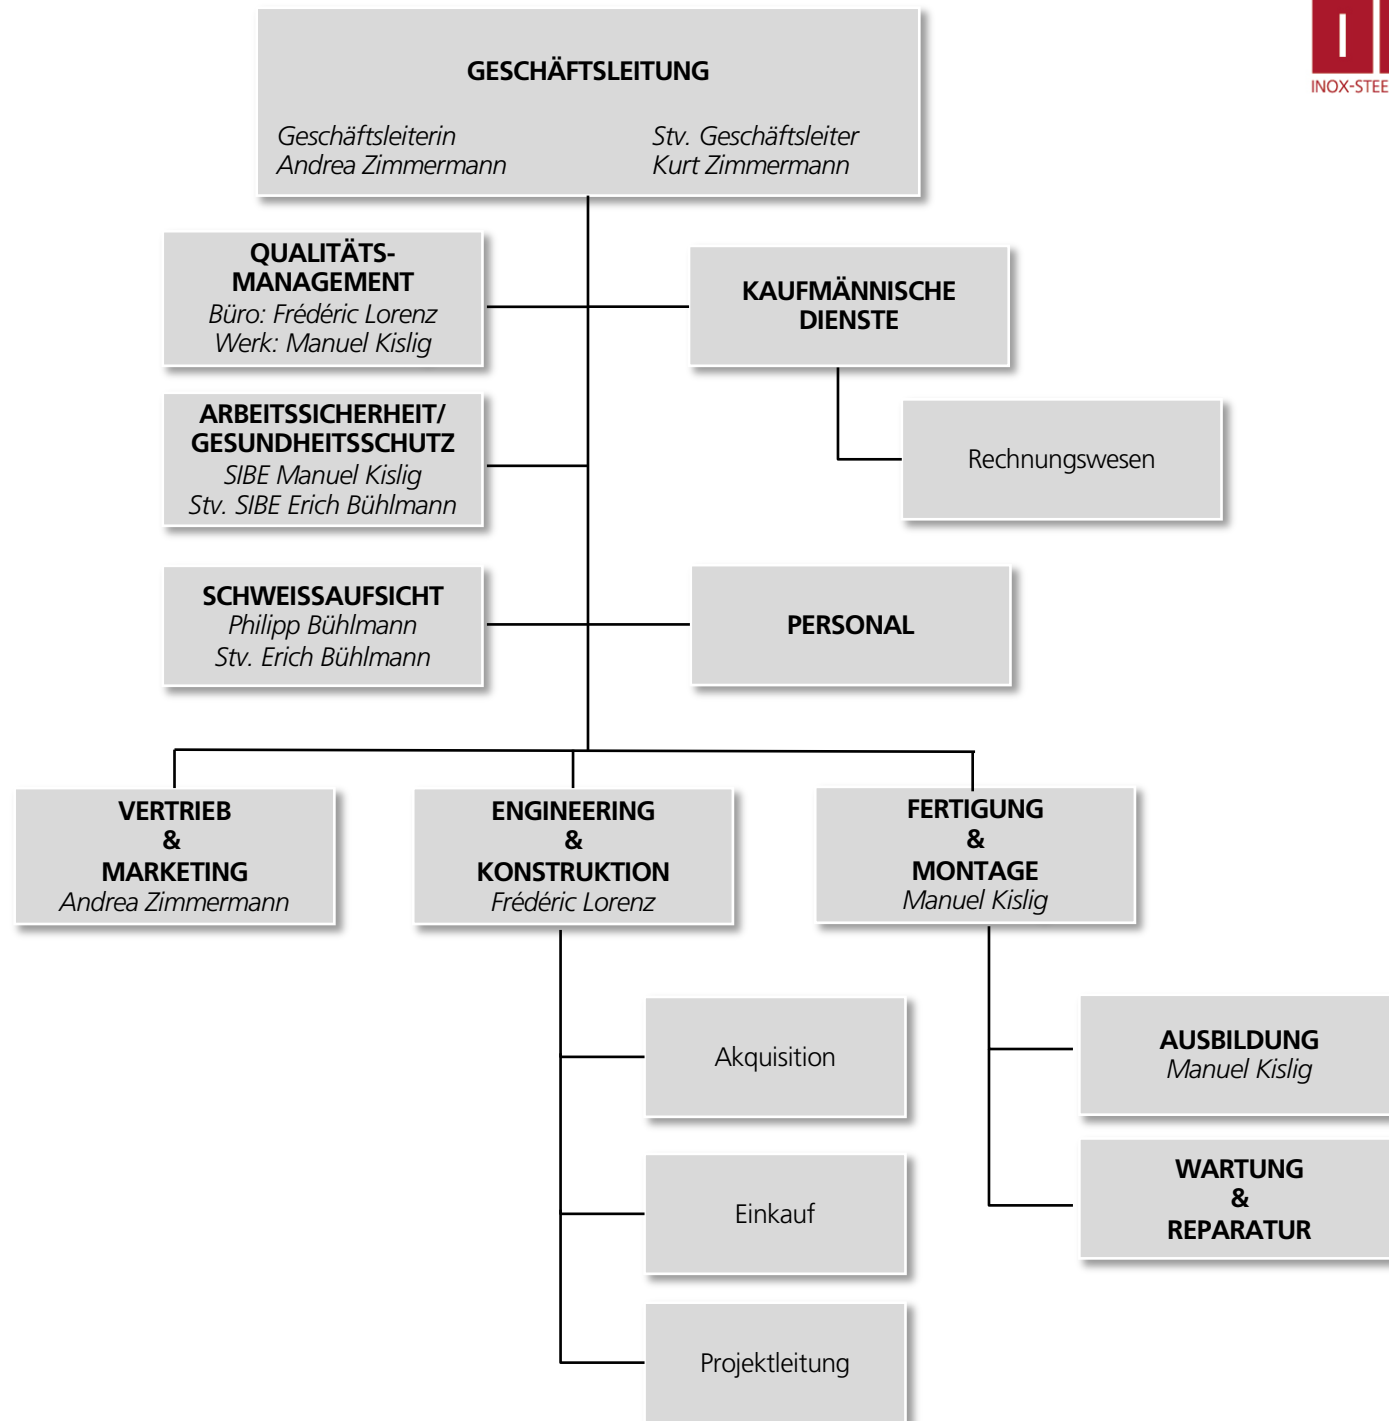 GESCHÄFTSLEITUNG
Geschäftsleiterin
Andrea Zimmermann
Stv. Geschäftsleiter
Kurt Zimmermann
QUALITÄTS-
MANAGEMENT
Büro: Frédéric Lorenz
Werk: Manuel Kislig
KAUFMÄNNISCHE
DIENSTE
ARBEITSSICHERHEIT/
GESUNDHEITSSCHUTZ
SIBE Manuel Kislig
Stv. SIBE Erich Bühlmann
Rechnungswesen
SCHWEISSAUFSICHT
Philipp Bühlmann
Stv. Erich Bühlmann
PERSONAL
VERTRIEB
&
MARKETING
Andrea Zimmermann
ENGINEERING
&
KONSTRUKTION
Frédéric Lorenz
FERTIGUNG
&
MONTAGE
Manuel Kislig
Akquisition
Einkauf
Projektleitung
AUSBILDUNG
Manuel Kislig
WARTUNG
&
REPARATUR
I
INOX-STEE